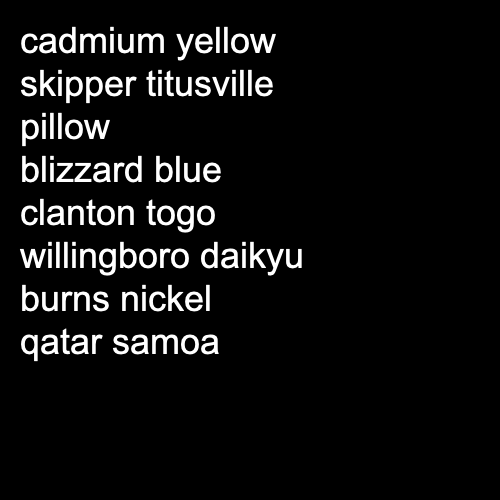 cadmium yellow
skipper titusville
pillow
blizzard blue
clanton togo
willingboro daikyu
burns nickel
qatar samoa